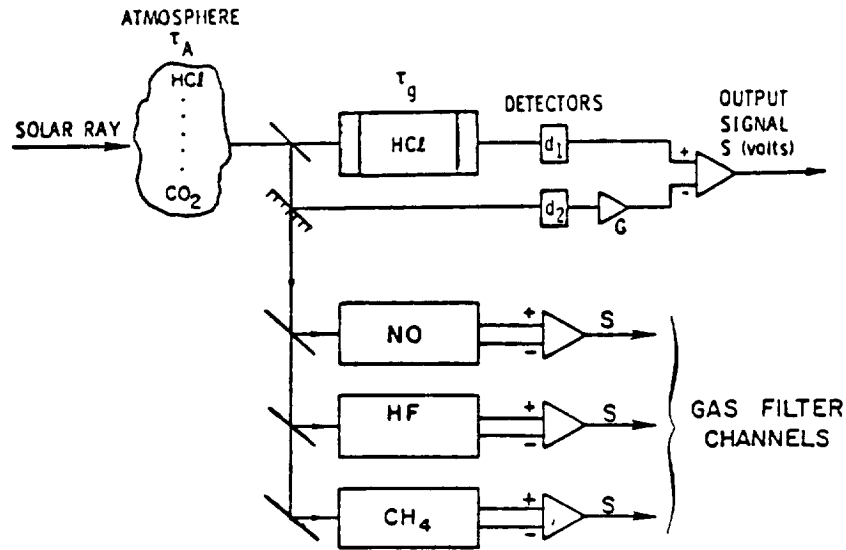 ATMOSPHERE
τA
HCl
CO2
SOLAR RAY
τg
HCl
DETECTORS
d1
d2
G
+
-
OUTPUT
SIGNAL
S (volts)
NO
+
-
S
HF
+
-
S
CH4
+
-
S
GAS FILTER
CHANNELS